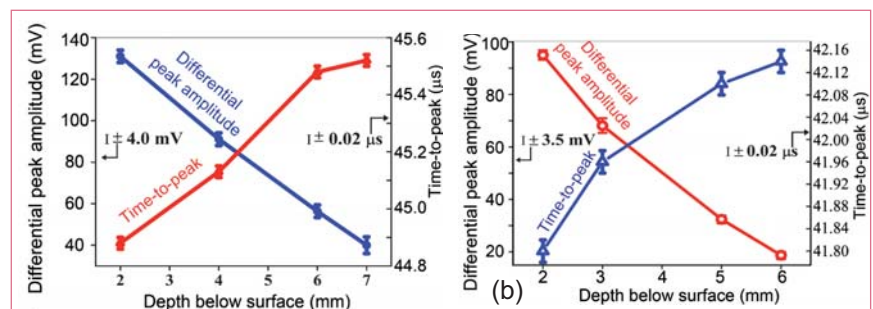 Differential peak amplitude (mV)
140
120
100
80
60
40
Differential
peak amplitude
I ± 4.0 mV
I ± 0.02 μs
Time-to-peak
45.6
45.5
45.2
45.0
44.8
Time-to-peak (μs)
2 3 4 5 6 7
Depth below surface (mm)
(b)
Differential peak amplitude (mV)
100
80
60
40
20
Differential
peak amplitude
I ± 3.5 mV
I ± 0.02 μs
Time-to-peak
42.16
42.12
42.08
42.04
42.00
41.96
41.92
41.88
41.84
41.80
Time-to-peak (μs)
2 3 4 5 6
Depth below surface (mm)